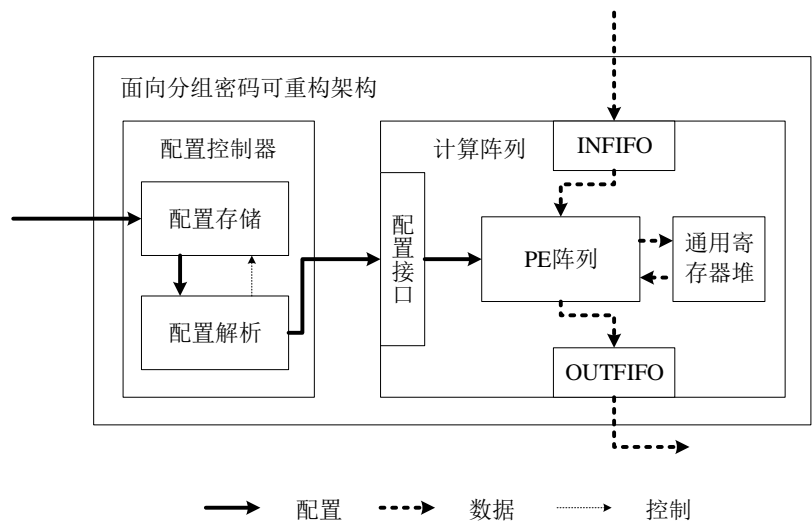 面向分组密码可重构架构
配置控制器
配置存储
配置解析
计算阵列
INFIFO
配置接口
PE阵列
通用寄
存器堆
OUTFIFO
配置
数据
控制